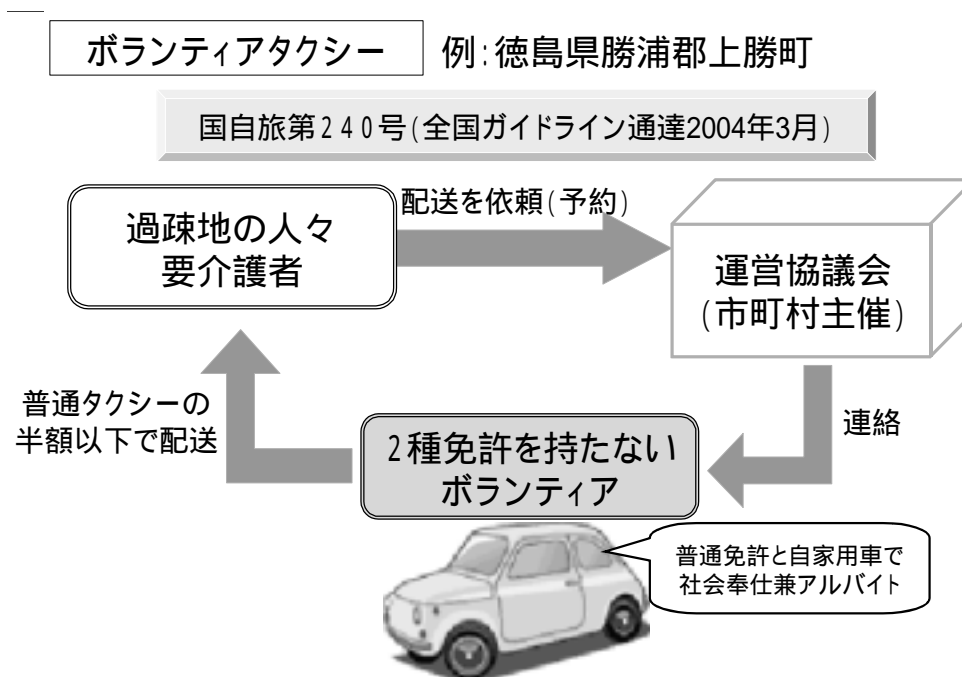 ボランティアタクシー
例:徳島県勝浦郡上勝町
国自旅第240号(全国ガイドライン通達2004年3月)
過疎地の人々
要介護者
配送を依頼(予約)
運営協議会
(市町村主催)
連絡
2種免許を持たない
ボランティア
普通タクシーの
半額以下で配送
普通免許と自家用車で
社会奉仕兼アルバイト